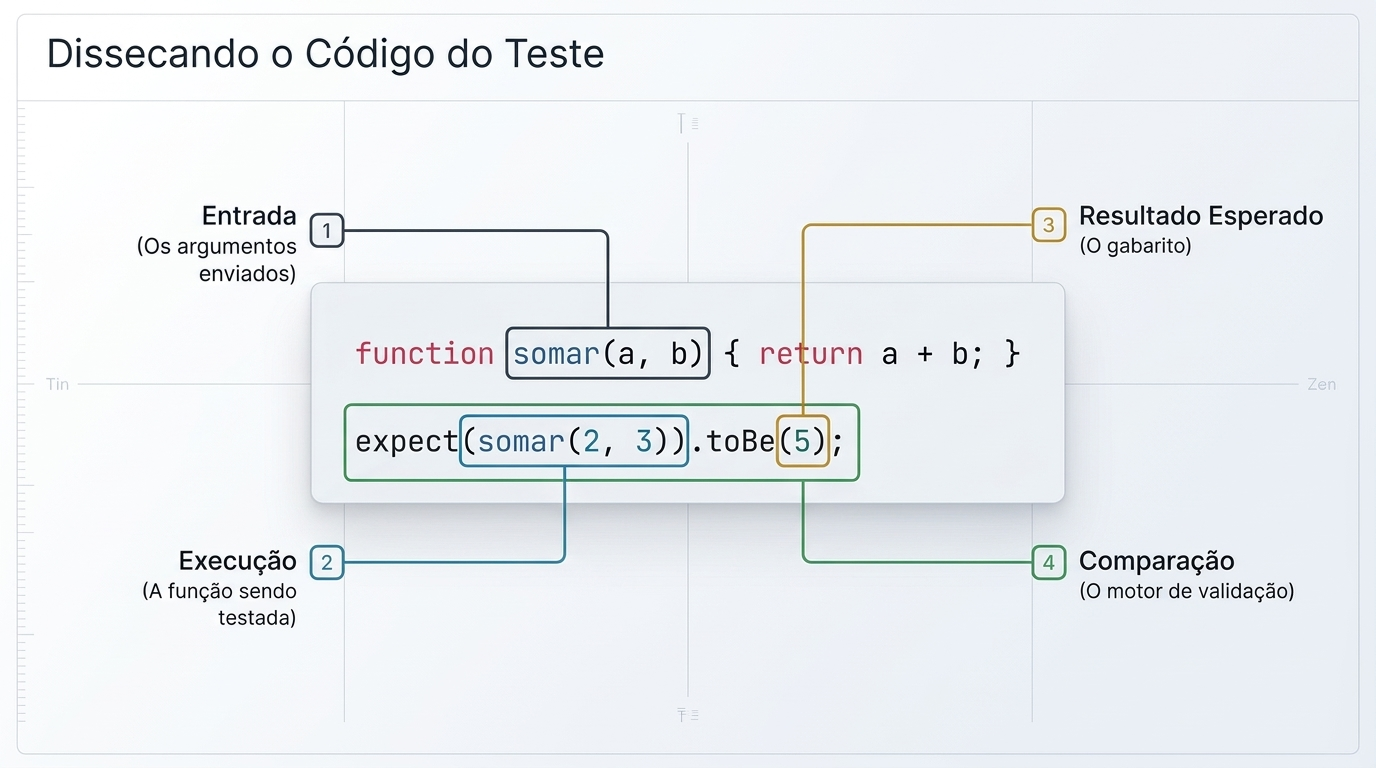 Dissecando o Código do Teste
Entrada
(Os argumentos
enviados)
1
3
Resultado Esperado
(O gabarito)
function somar(a, b) { return a + b; }
Tin
Zen
expect(somar(2, 3)).toBe(5);
Execução
(A função sendo
testada)
2
4
Comparação
(O motor de validação)